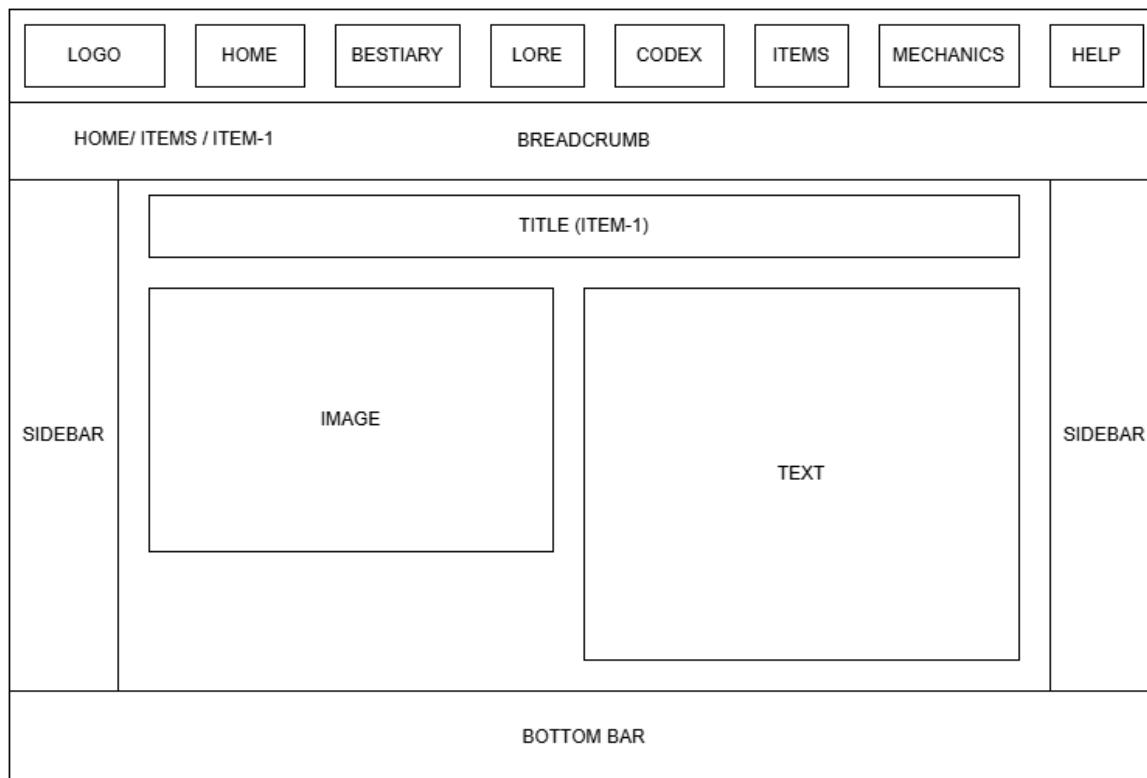 LOGO
HOME
BESTIARY
LORE
CODEX
ITEMS
MECHANICS
HELP
HOME/ ITEMS / ITEM-1
BREADCRUMB
SIDEBAR
TITLE (ITEM-1)
IMAGE
TEXT
SIDEBAR
BOTTOM BAR